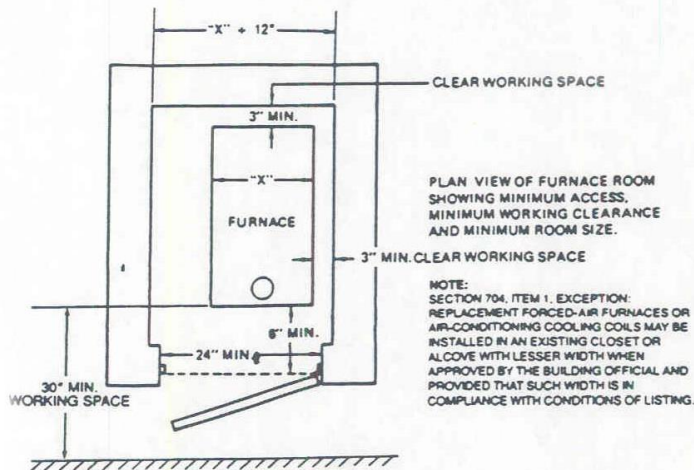 "X" + 12"
CLEAR WORKING SPACE
3" MIN.
"X"
FURNACE
PLAN VIEW OF FURNACE ROOM
SHOWING MINIMUM ACCESS,
MINIMUM WORKING CLEARANCE
AND MINIMUM ROOM SIZE.
3" MIN. CLEAR WORKING SPACE
NOTE:
SECTION 704, ITEM 1, EXCEPTION:
REPLACEMENT FORCED-AIR FURNACES OR
AIR-CONDITIONING COOLING COILS MAY BE
INSTALLED IN AN EXISTING CLOSET OR
ALCOVE WITH LESSER WIDTH WHEN
APPROVED BY THE BUILDING OFFICIAL AND
PROVIDED THAT SUCH WIDTH IS IN
COMPLIANCE WITH CONDITIONS OF LISTING.
6" MIN.
24" MIN.
30" MIN.
WORKING SPACE